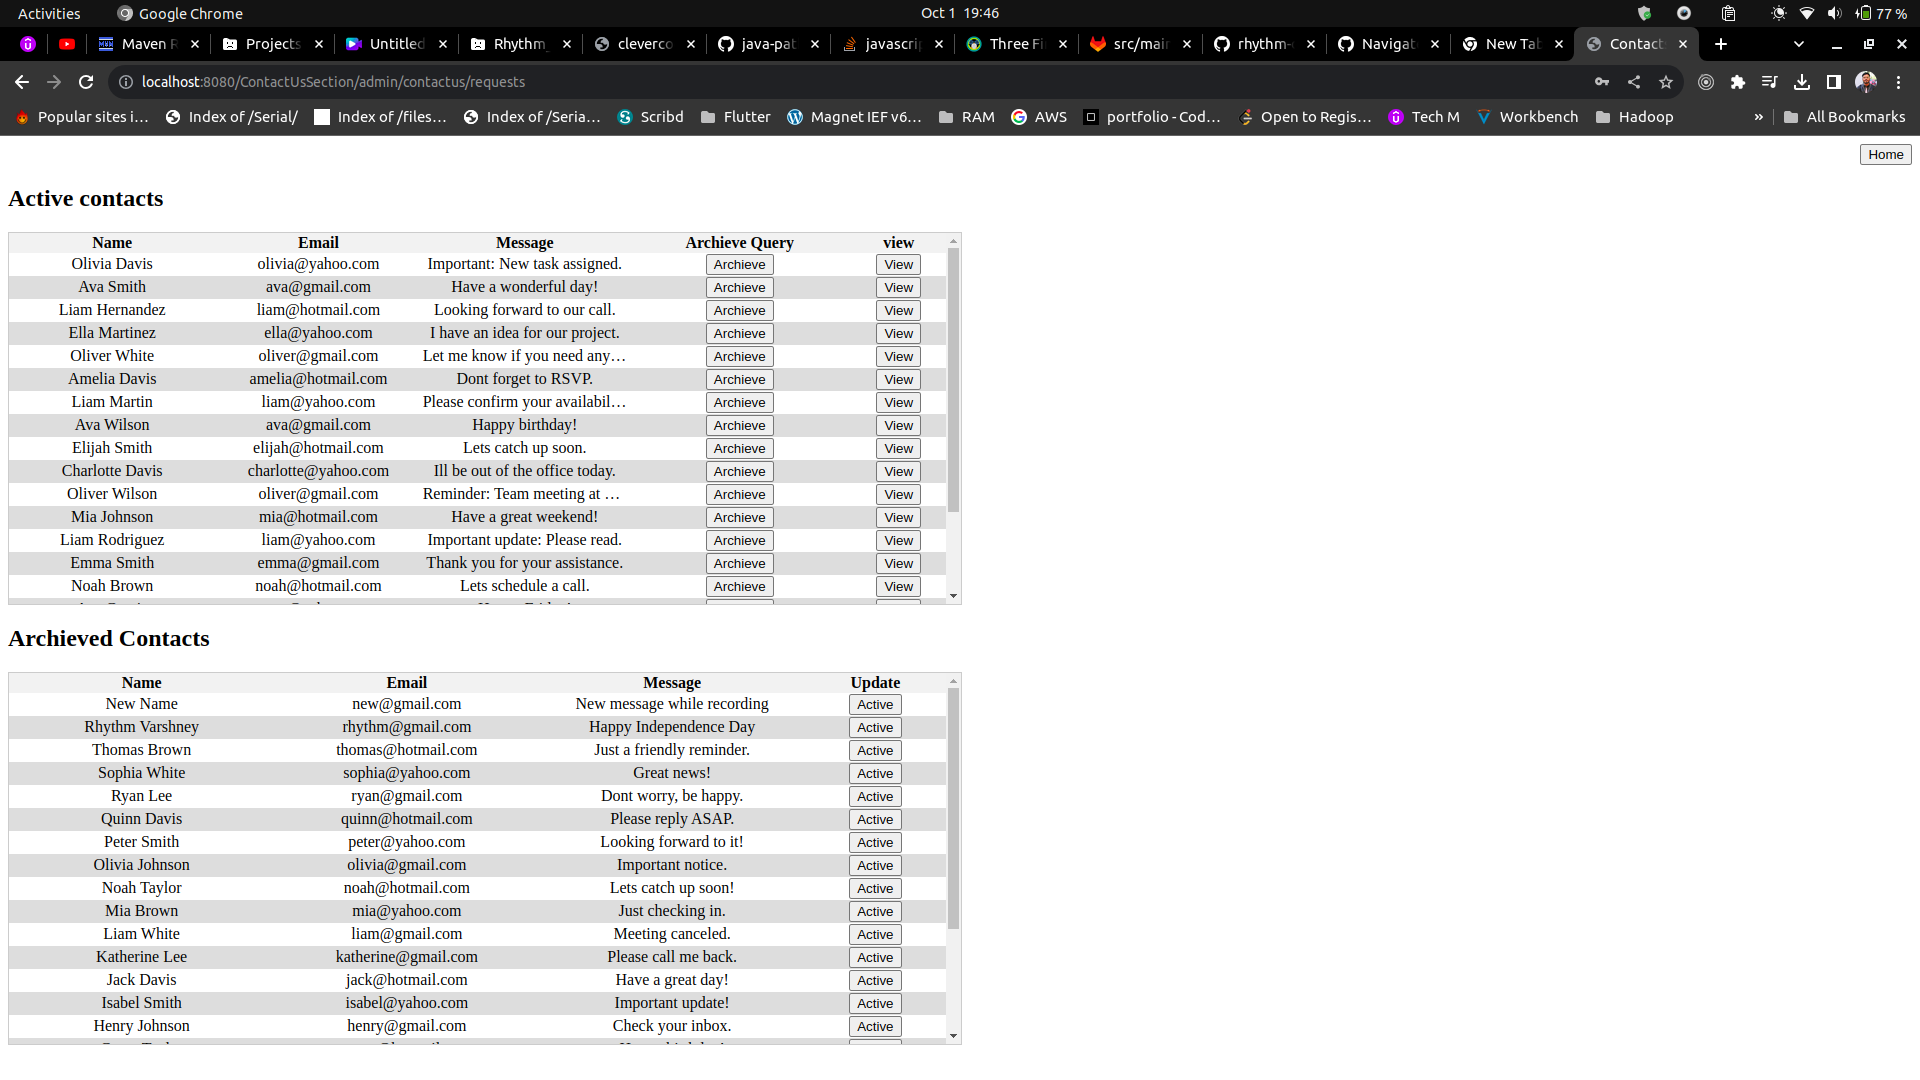 Activities Google Chrome Oct 1 19:46 77 %
Maven R Projects Untitled Rhythm_ cleverco java-pat javascrip Three Fi src/main rhythm- Navigat New Tab Contact
localhost:8080/ContactUsSection/admin/contactus/requests
Popular sites i… Index of /Serial/ Index of /files… Index of /Seria… Scribd Flutter Magnet IEF v6… RAM AWS portfolio - Cod… Open to Regis… Tech M Workbench Hadoop » All Bookmarks
Home
Active contacts
Name Email Message Archieve Query view
Olivia Davis olivia@yahoo.com Important: New task assigned. Archieve View
Ava Smith ava@gmail.com Have a wonderful day! Archieve View
Liam Hernandez liam@hotmail.com Looking forward to our call. Archieve View
Ella Martinez ella@yahoo.com I have an idea for our project. Archieve View
Oliver White oliver@gmail.com Let me know if you need any… Archieve View
Amelia Davis amelia@hotmail.com Dont forget to RSVP. Archieve View
Liam Martin liam@yahoo.com Please confirm your availabil… Archieve View
Ava Wilson ava@gmail.com Happy birthday! Archieve View
Elijah Smith elijah@hotmail.com Lets catch up soon. Archieve View
Charlotte Davis charlotte@yahoo.com Ill be out of the office today. Archieve View
Oliver Wilson oliver@gmail.com Reminder: Team meeting at … Archieve View
Mia Johnson mia@hotmail.com Have a great weekend! Archieve View
Liam Rodriguez liam@yahoo.com Important update: Please read. Archieve View
Emma Smith emma@gmail.com Thank you for your assistance. Archieve View
Noah Brown noah@hotmail.com Lets schedule a call. Archieve View
Archieved Contacts
Name Email Message Update
New Name new@gmail.com New message while recording Active
Rhythm Varshney rhythm@gmail.com Happy Independence Day Active
Thomas Brown thomas@hotmail.com Just a friendly reminder. Active
Sophia White sophia@yahoo.com Great news! Active
Ryan Lee ryan@gmail.com Dont worry, be happy. Active
Quinn Davis quinn@hotmail.com Please reply ASAP. Active
Peter Smith peter@yahoo.com Looking forward to it! Active
Olivia Johnson olivia@gmail.com Important notice. Active
Noah Taylor noah@hotmail.com Lets catch up soon! Active
Mia Brown mia@yahoo.com Just checking in. Active
Liam White liam@gmail.com Meeting canceled. Active
Katherine Lee katherine@gmail.com Please call me back. Active
Jack Davis jack@hotmail.com Have a great day! Active
Isabel Smith isabel@yahoo.com Important update! Active
Henry Johnson henry@gmail.com Check your inbox. Active